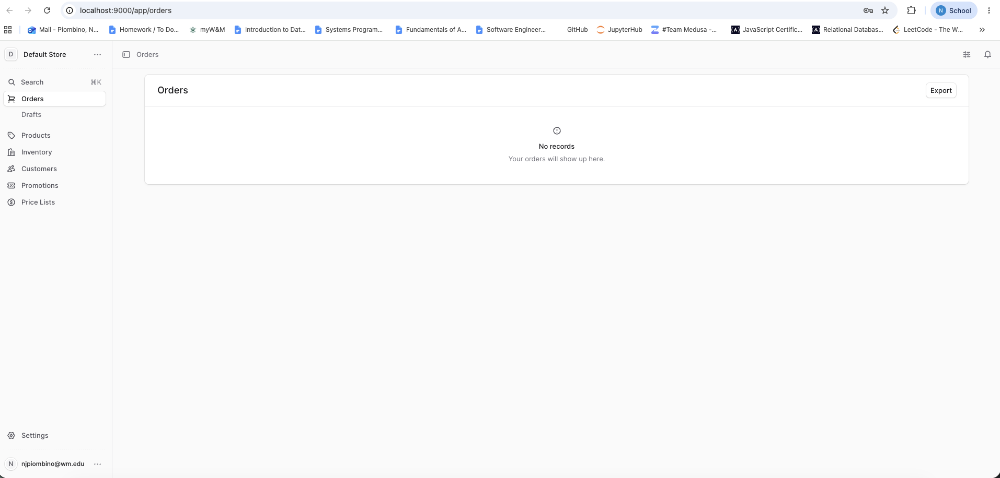 localhost:9000/app/orders
N School
Mail - Piombino, N... Homework / To Do... myW&M Introduction to Dat... Systems Program... Fundamentals of A... Software Engineer... GitHub JupyterHub #Team Medusa -... JavaScript Certific... Relational Databas... LeetCode - The W...
D Default Store
Orders
Search ⌘K
Orders
Drafts
Products
Inventory
Customers
Promotions
Price Lists
Settings
N njpiombino@wm.edu
Orders
Export
No records
Your orders will show up here.